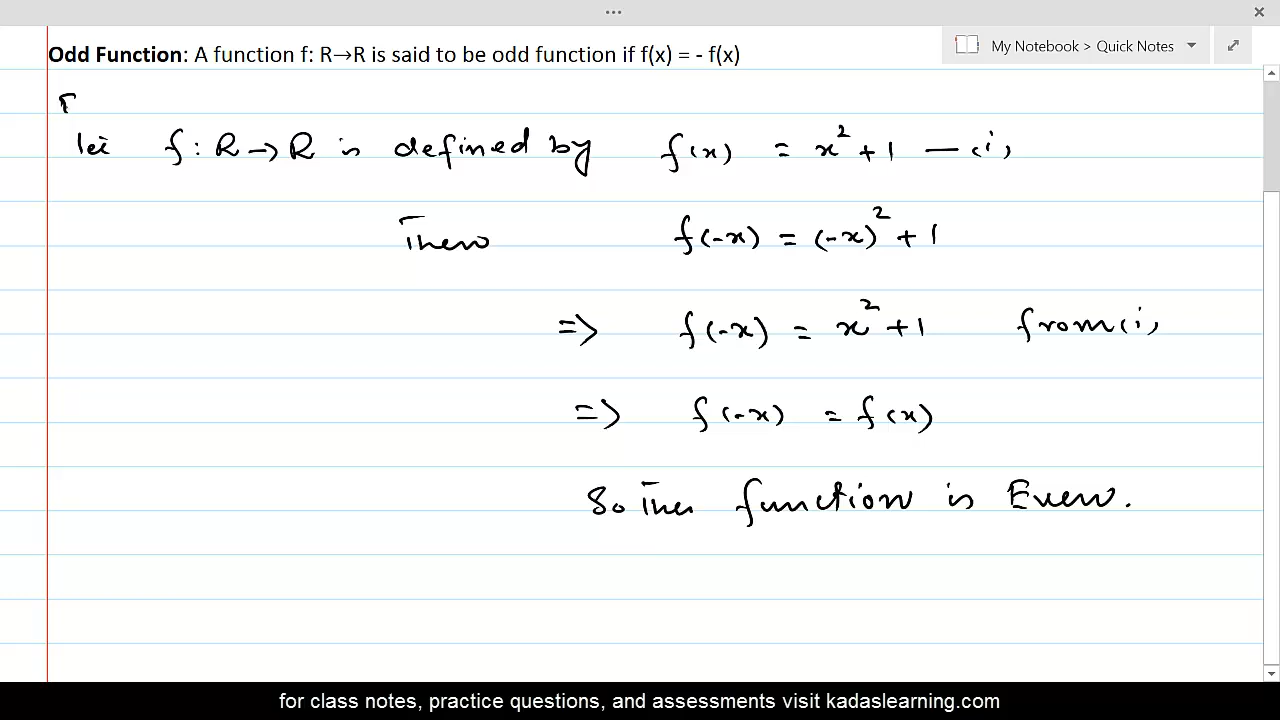 Odd Function: A function f: R→R is said to be odd function if f(x) = - f(x)
My Notebook > Quick Notes
let f : R → R is defined by f(x) = x² + 1 — (i)
Then f(-x) = (-x)² + 1
=> f(-x) = x² + 1 from (i)
=> f(-x) = f(x)
So the function is Even.
for class notes, practice questions, and assessments visit kadaslearning.com